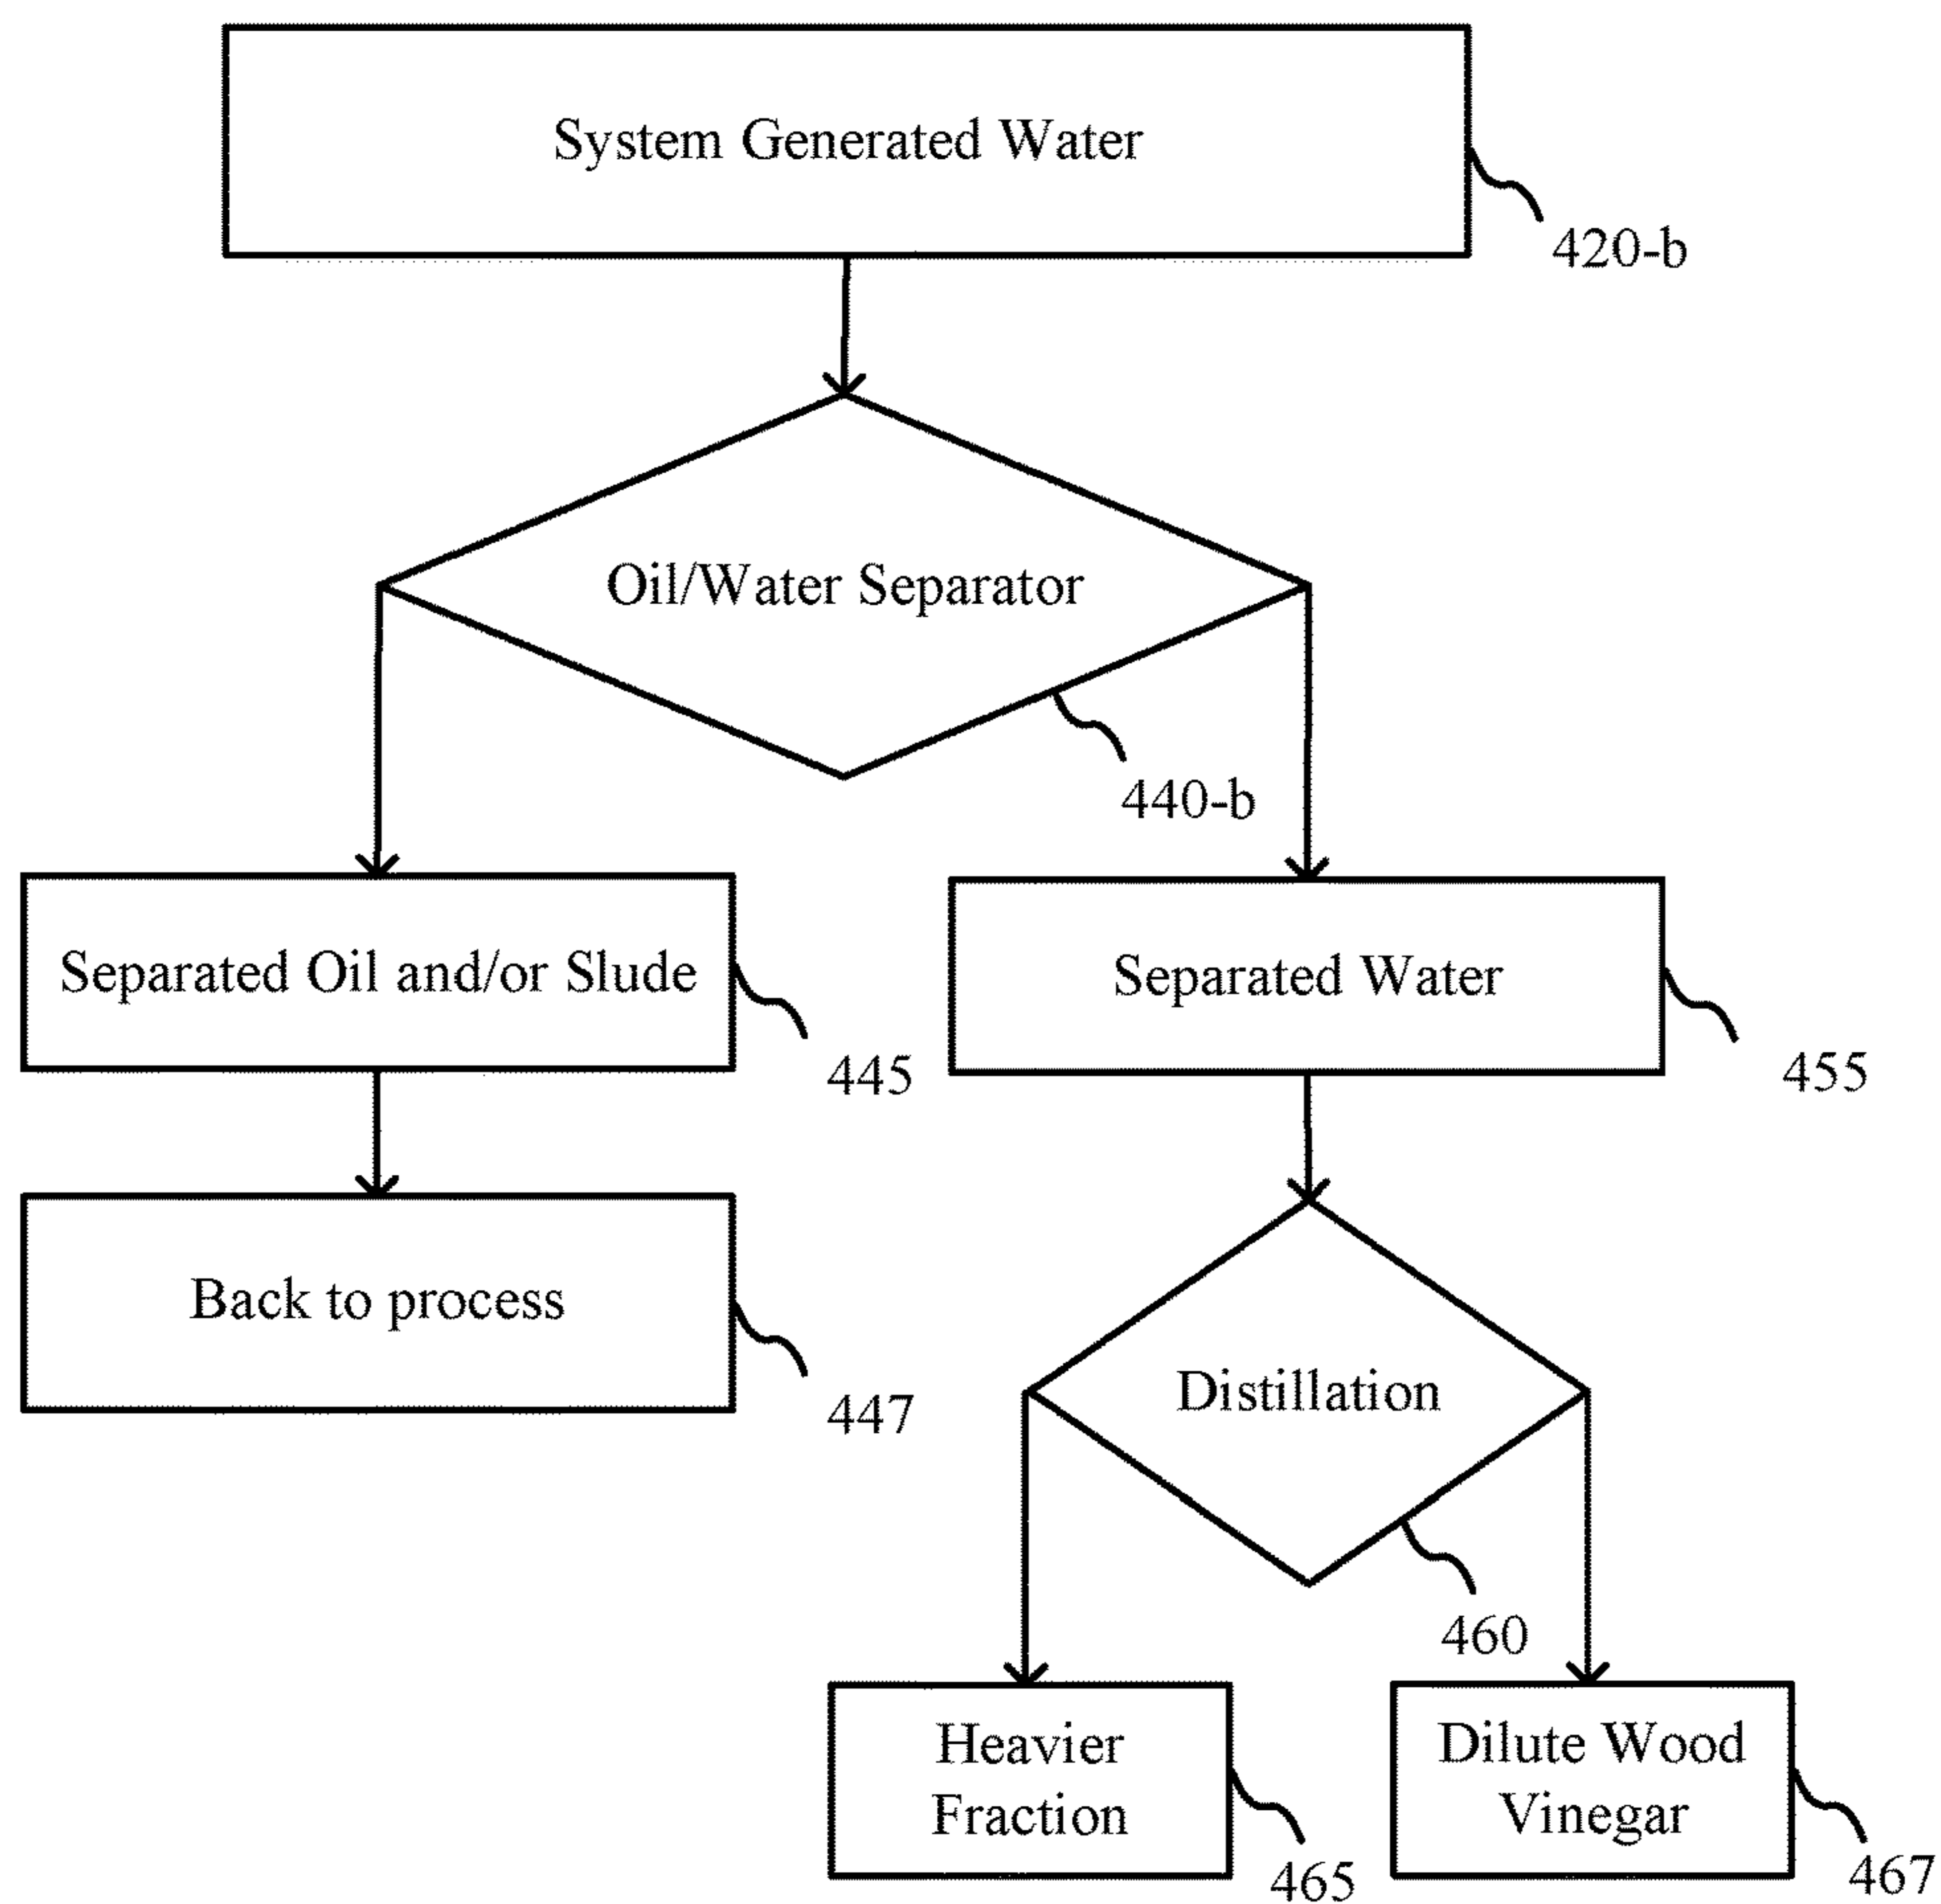 System Generated Water
420-b
Oil/Water Separator
440-b
Separated Oil and/or Slude
445
Separated Water
455
Back to process
447
Distillation
460
Heavier
Fraction
465
Dilute Wood
Vinegar
467